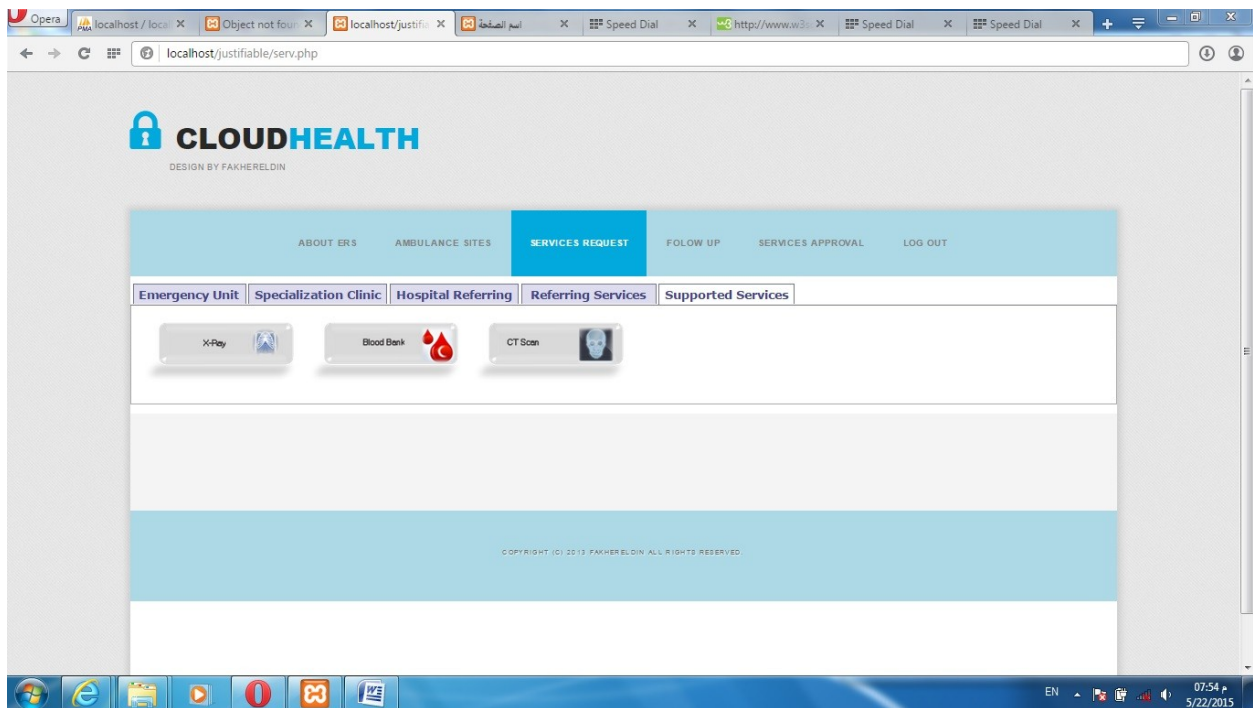 Opera
localhost / local
Object not foun
localhost/justifia
اسم الصفحة
Speed Dial
http://www.w3s
Speed Dial
Speed Dial
localhost/justifiable/serv.php
CLOUDHEALTH
DESIGN BY FAKHERELDIN
ABOUT ERS AMBULANCE SITES SERVICES REQUEST FOLOW UP SERVICES APPROVAL LOG OUT
Emergency Unit Specialization Clinic Hospital Referring Referring Services Supported Services
X-Ray Blood Bank CT Scan
COPYRIGHT (C) 2013 FAKHERELDIN ALL RIGHTS RESERVED.
EN
07:54 م
5/22/2015